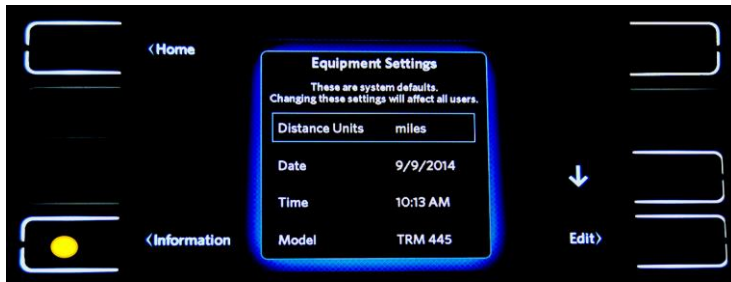 ‹Home
Equipment Settings
These are system defaults.
Changing these settings will affect all users.
Distance Units miles
Date 9/9/2014
Time 10:13 AM
Model TRM 445
‹Information
Edit›